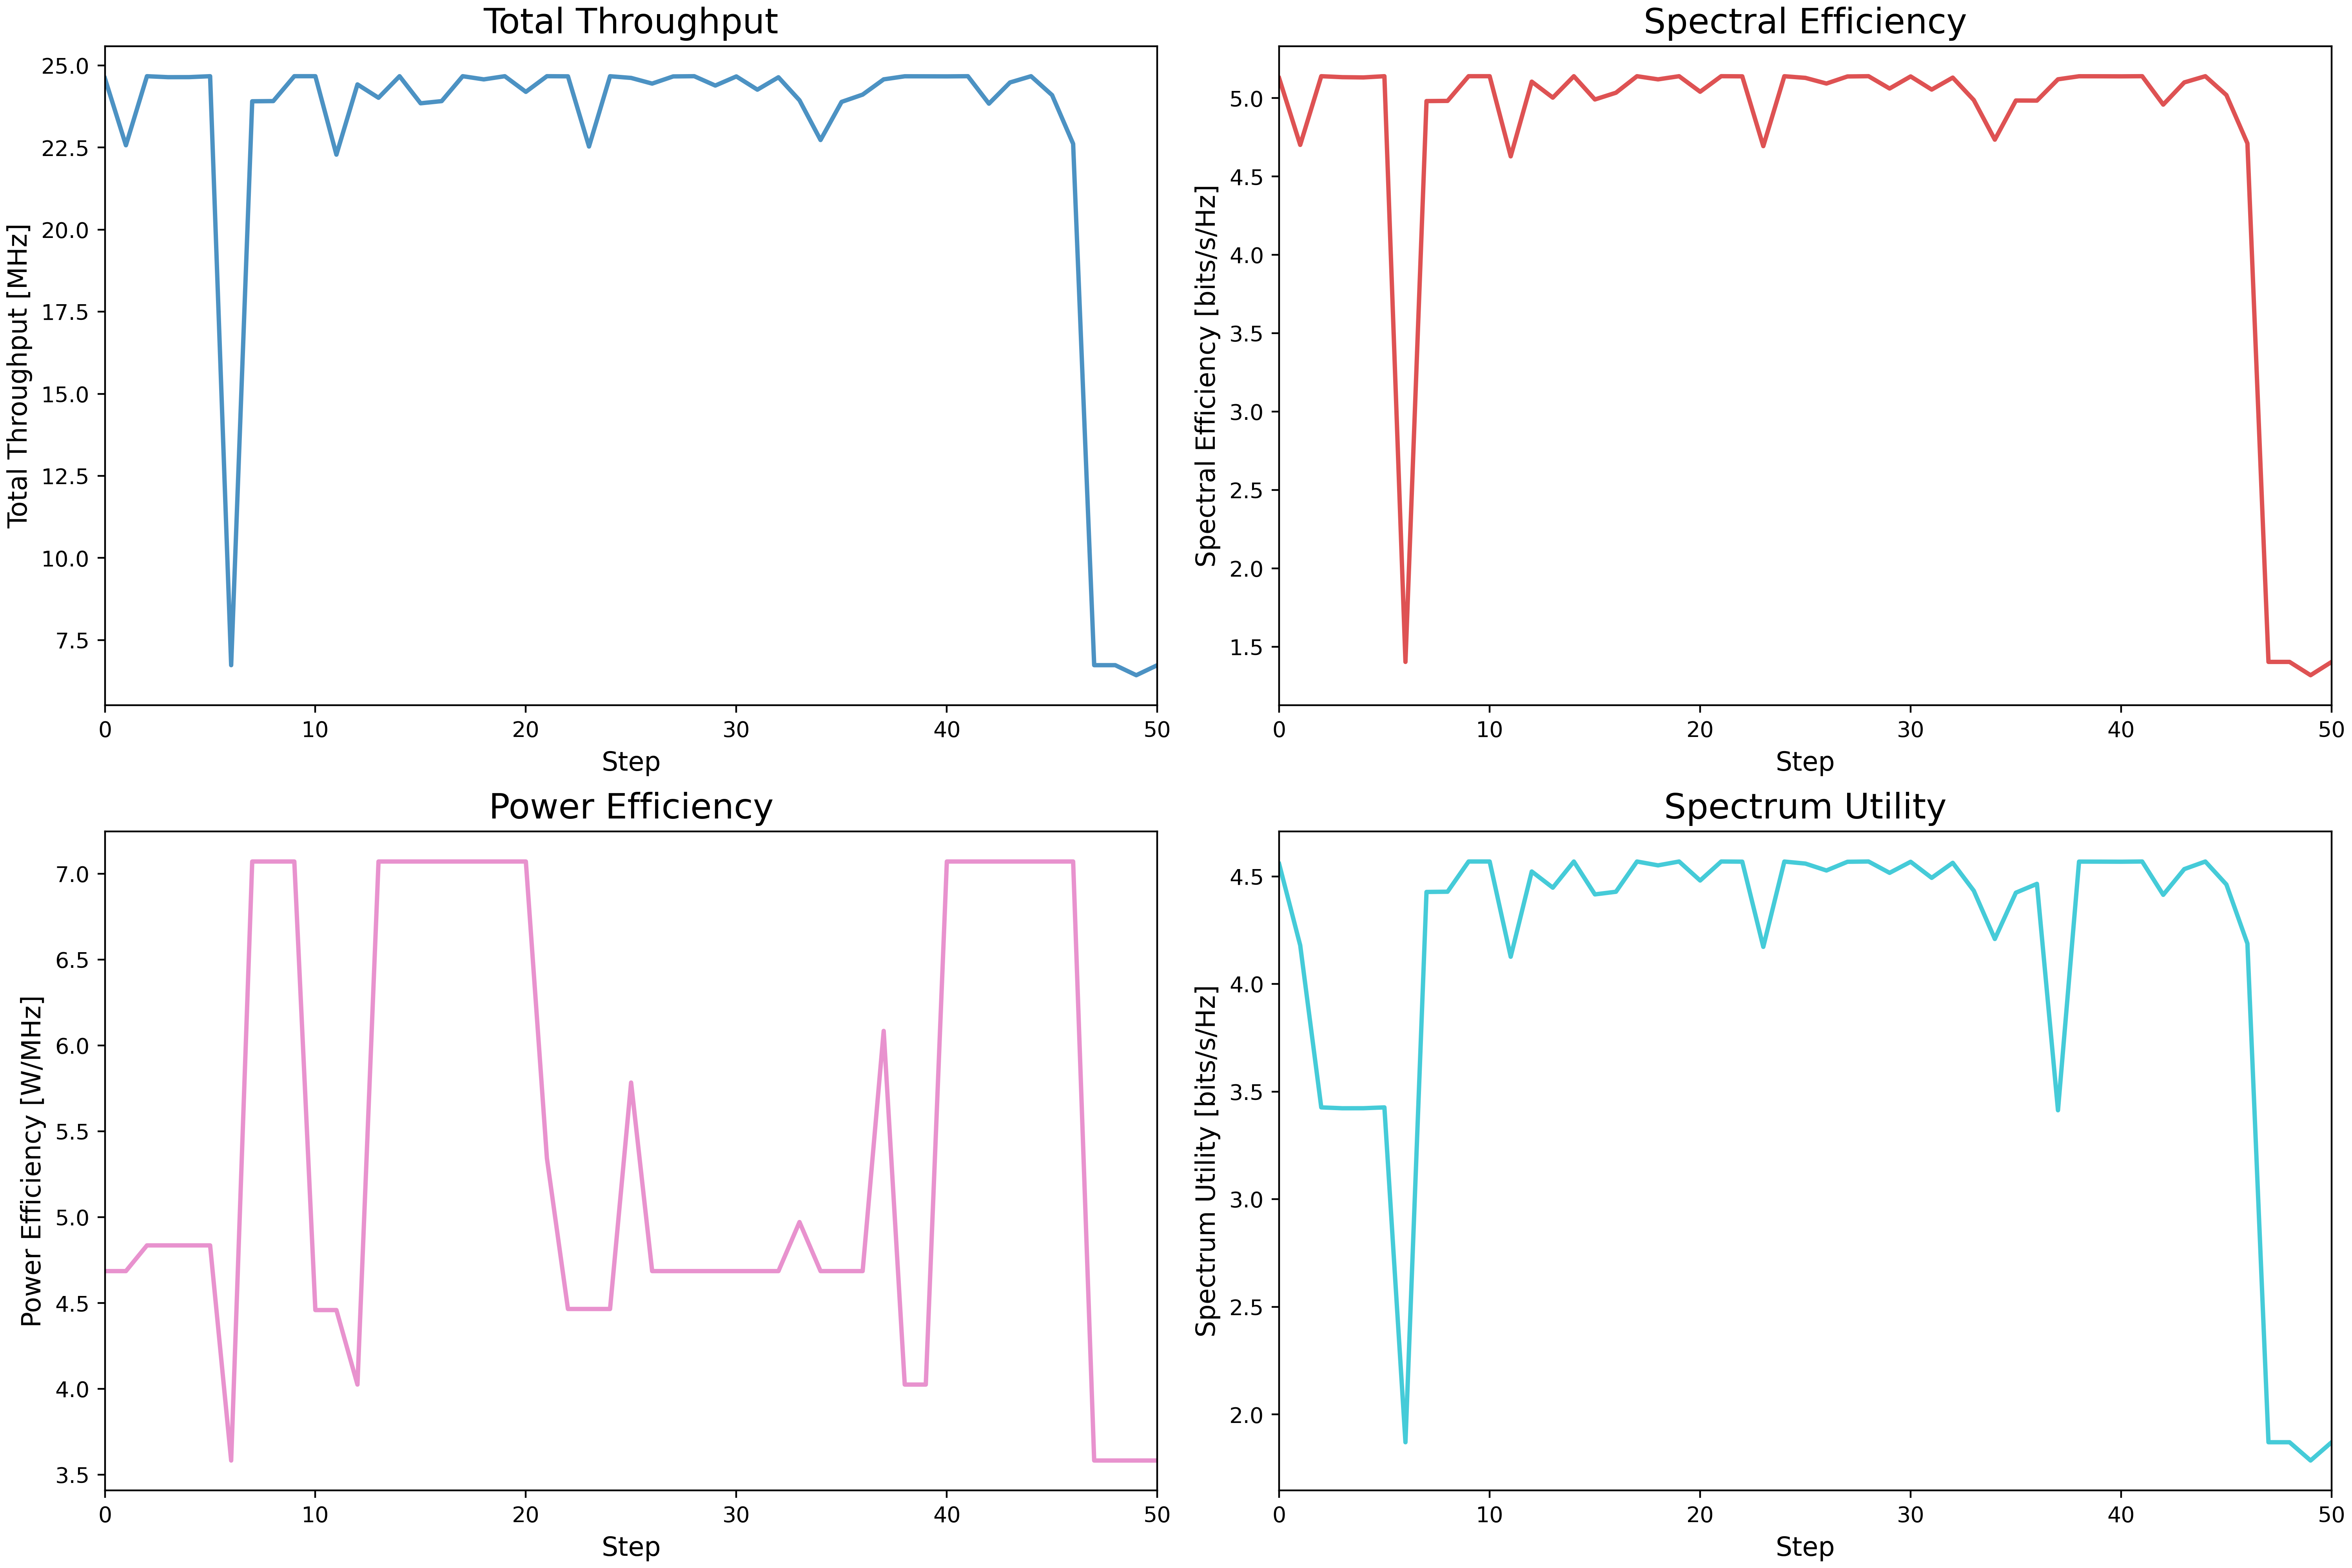 Total Throughput
Total Throughput [MHz]
25.0
22.5
20.0
17.5
15.0
12.5
10.0
7.5
0 10 20 30 40 50
Step
Spectral Efficiency
Spectral Efficiency [bits/s/Hz]
5.0
4.5
4.0
3.5
3.0
2.5
2.0
1.5
0 10 20 30 40 50
Step
Power Efficiency
Power Efficiency [W/MHz]
7.0
6.5
6.0
5.5
5.0
4.5
4.0
3.5
0 10 20 30 40 50
Step
Spectrum Utility
Spectrum Utility [bits/s/Hz]
4.5
4.0
3.5
3.0
2.5
2.0
0 10 20 30 40 50
Step